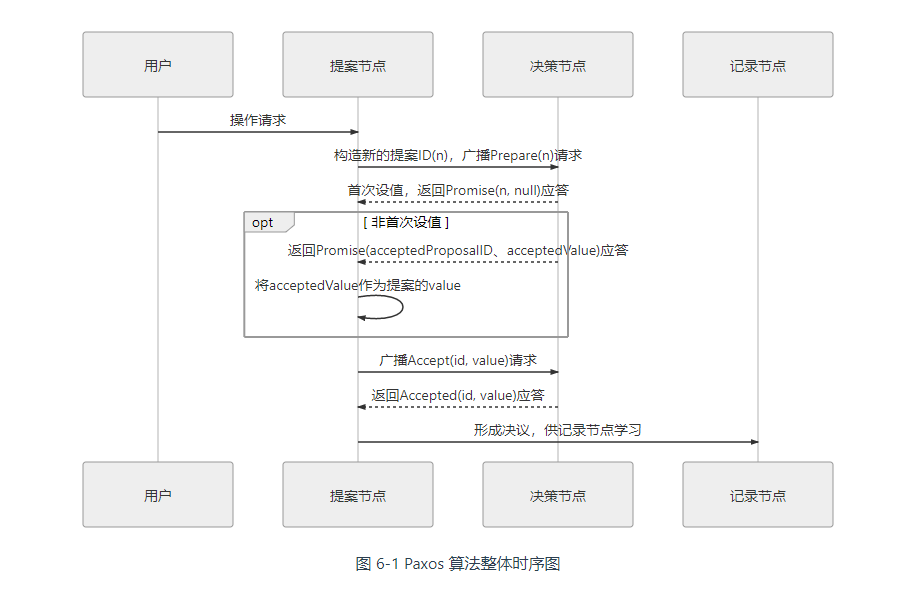 用户 提案节点 决策节点 记录节点
操作请求
构造新的提案ID(n)，广播Prepare(n)请求
首次设值，返回Promise(n, null)应答
opt [ 非首次设值 ]
返回Promise(acceptedProposalID、acceptedValue)应答
将acceptedValue作为提案的value
广播Accept(id, value)请求
返回Accepted(id, value)应答
形成决议，供记录节点学习
用户 提案节点 决策节点 记录节点
图 6-1 Paxos 算法整体时序图